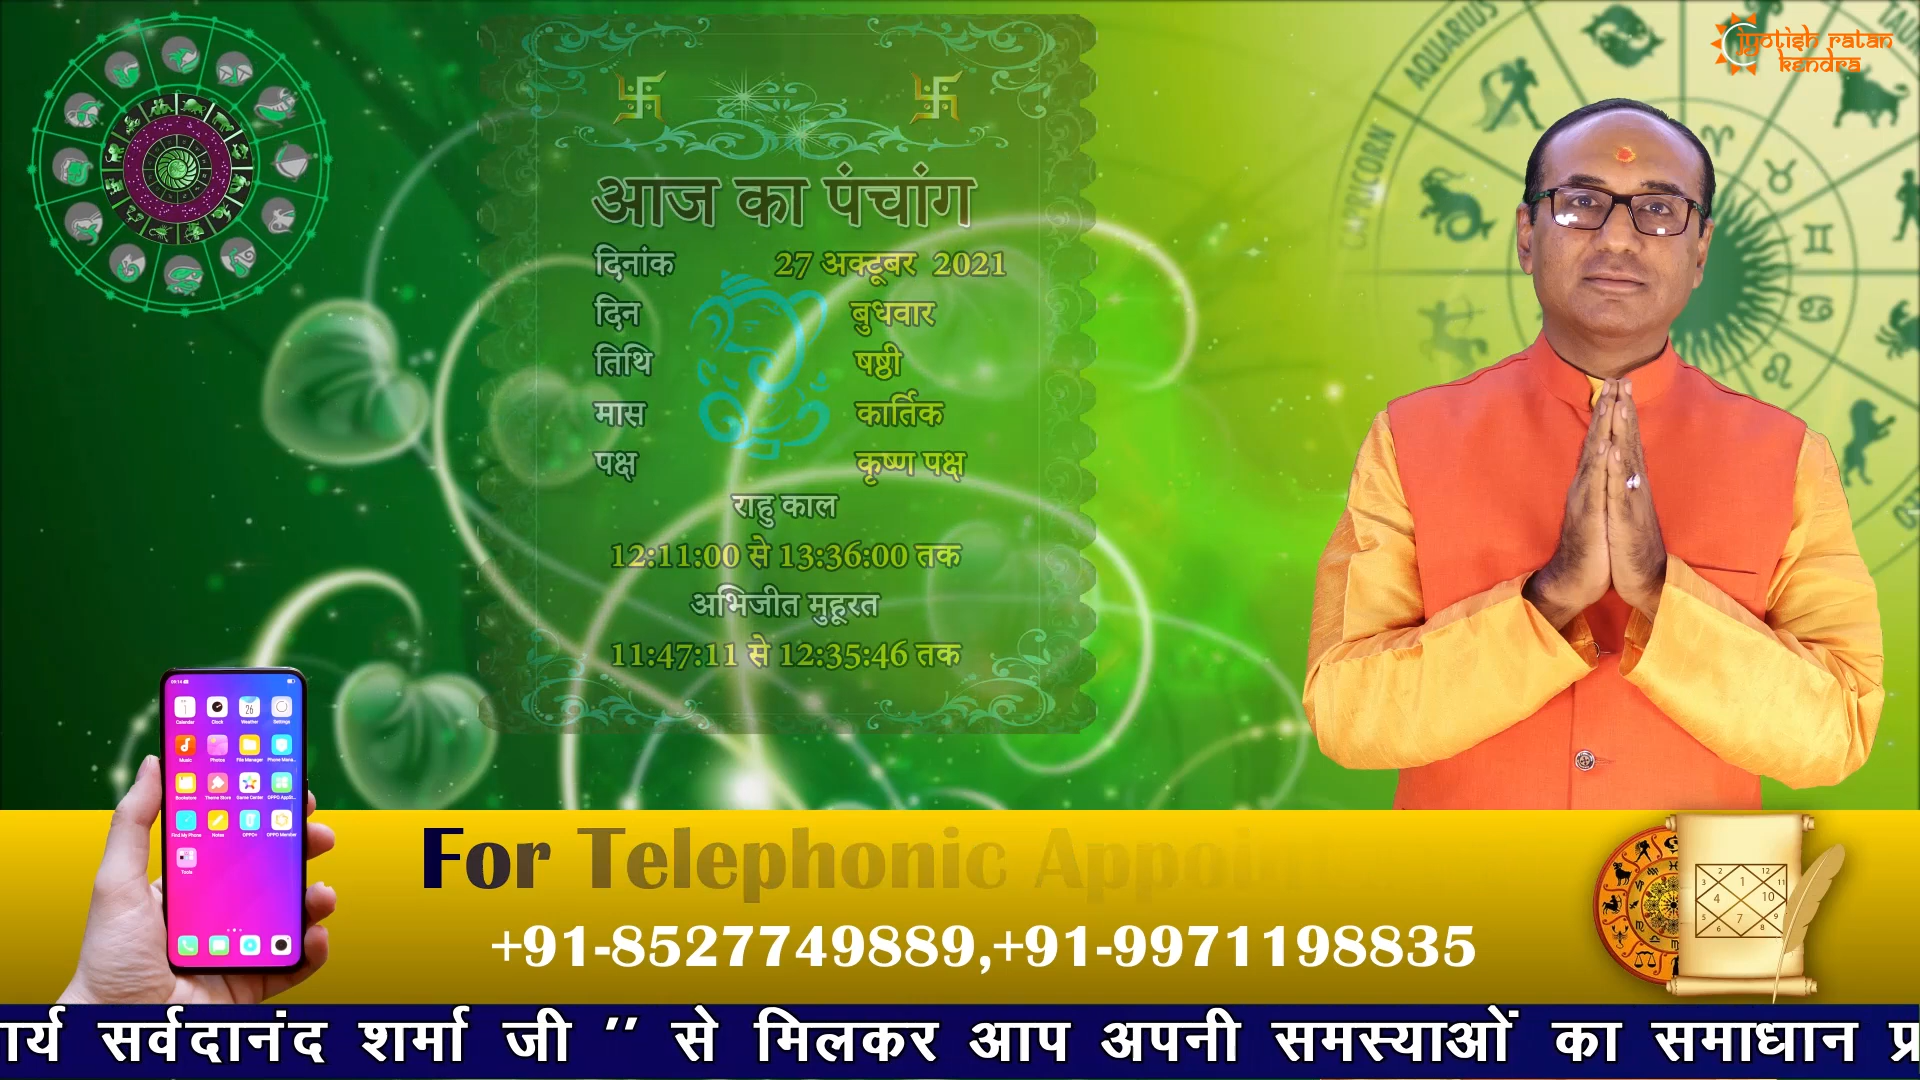 AQUARIUS
CAPRICORN
Jyotish Ratan
Kendra
आज का पंचांग
दिनांक 27 अक्टूबर 2021
दिन बुधवार
तिथि षष्ठी
मास कार्तिक
पक्ष कृष्ण पक्ष
राहु काल
12:11:00 से 13:36:00 तक
अभिजीत मुहूरत
11:47:11 से 12:35:46 तक
For Telephonic
+91-8527749889,+91-9971198835
सर्वदानंद शर्मा जी " से मिलकर आप अपनी समस्याओं का समाधान